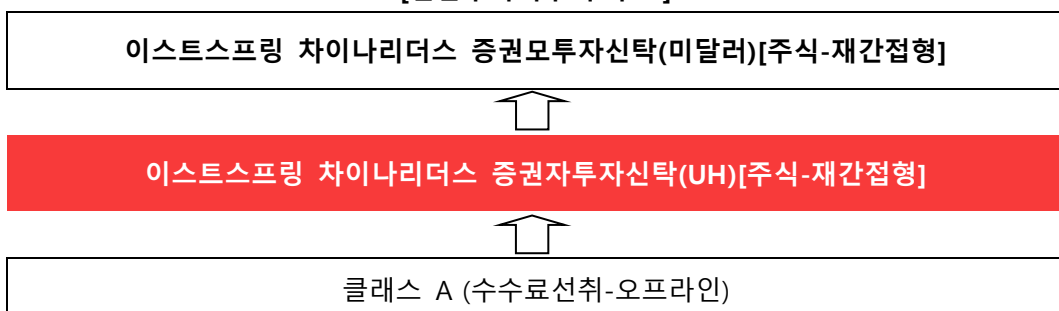 이스트스프링 차이나리더스 증권모투자신탁(미달러)[주식-재간접형]
이스트스프링 차이나리더스 증권자투자신탁(UH)[주식-재간접형]
클래스 A (수수료선취-오프라인)